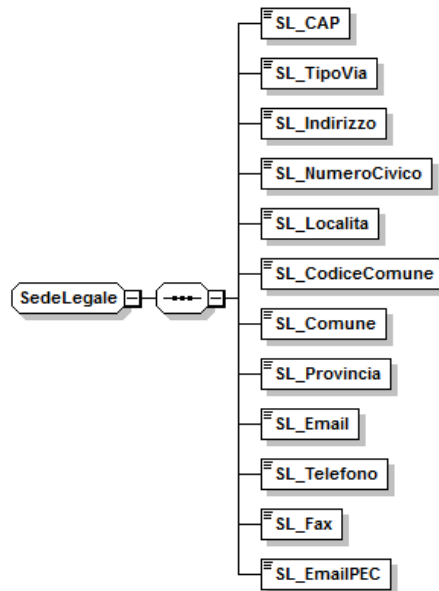 SL_CAP
SL_TipoVia
SL_Indirizzo
SL_NumeroCivico
SL_Localita
SedeLegale
SL_CodiceComune
SL_Comune
SL_Provincia
SL_Email
SL_Telefono
SL_Fax
SL_EmailPEC